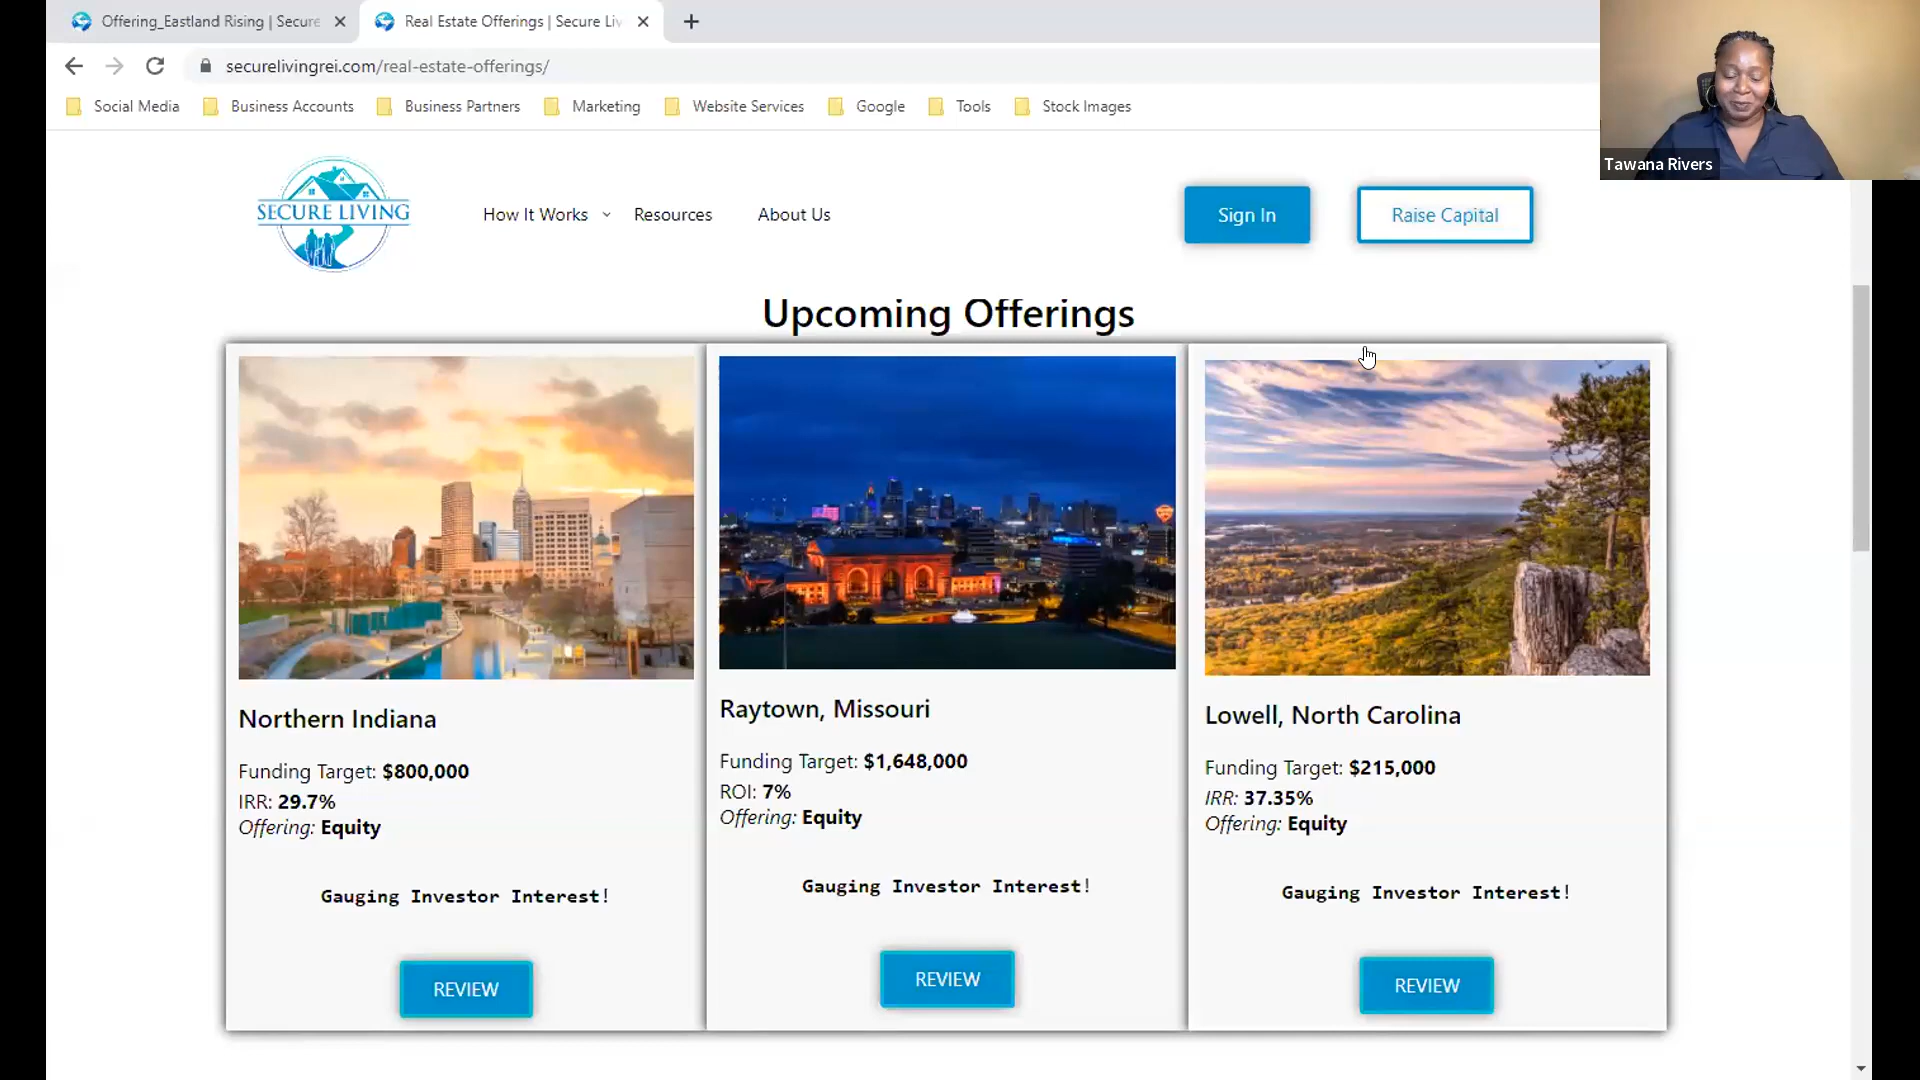 Offering_Eastland Rising | Secure
Real Estate Offerings | Secure Liv
securelivingrei.com/real-estate-offerings/
Social Media
Business Accounts
Business Partners
Marketing
Website Services
Google
Tools
Stock Images
Tawana Rivers
SECURE LIVING
How It Works
Resources
About Us
Sign In
Raise Capital
Upcoming Offerings
Northern Indiana
Funding Target: $800,000
IRR: 29.7%
Offering: Equity
Gauging Investor Interest!
REVIEW
Raytown, Missouri
Funding Target: $1,648,000
ROI: 7%
Offering: Equity
Gauging Investor Interest!
REVIEW
Lowell, North Carolina
Funding Target: $215,000
IRR: 37.35%
Offering: Equity
Gauging Investor Interest!
REVIEW